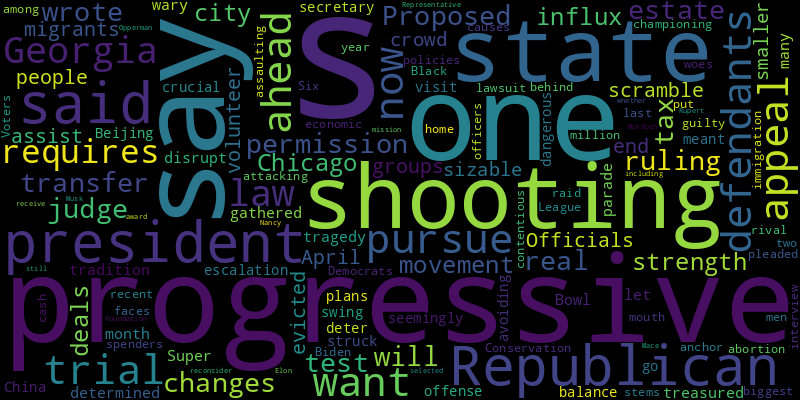 among
wary
secretary
Representative
wrote
city
influx
Proposed
estate
smaller
migrants
Opperman
causes
championing
Georgia
say
assaulting
ahead
S
year
crowd
state
defendants
many
people
now
policies
woes
crucial
volunteer
Six
Black
lawsuit
behind
scramble
said
visit
one
officers
dangerous
tax
put
appeal
Voters
Beijing
economic
mission
home
million
whether
last
Rupert
guilty
assist
permission
Murdoch
requires
disrupt
end
meant
immigration
Chicago
groups
sizable
ruling
including
transfer
attacking
law
shooting
raid
parade
receive
Musk
judge
gathered
League
award
Nancy
contentious
rival
president
tragedy
pursue
Officials
two
April
movement
real
strength
pleaded
still
tradition
escalation
Democrats
evicted
progressive
avoiding
deals
recent
plans
cash
faces
swing
seemingly
Bowl
let
men
interview
Foundation
month
deter
mouth
spenders
struck
Biden
Conservation
Mace
anchor
abortion
Super
test
will
Republican
go
China
trial
reconsider
Elon
want
selected
determined
changes
offense
balance
stems
treasured
biggest